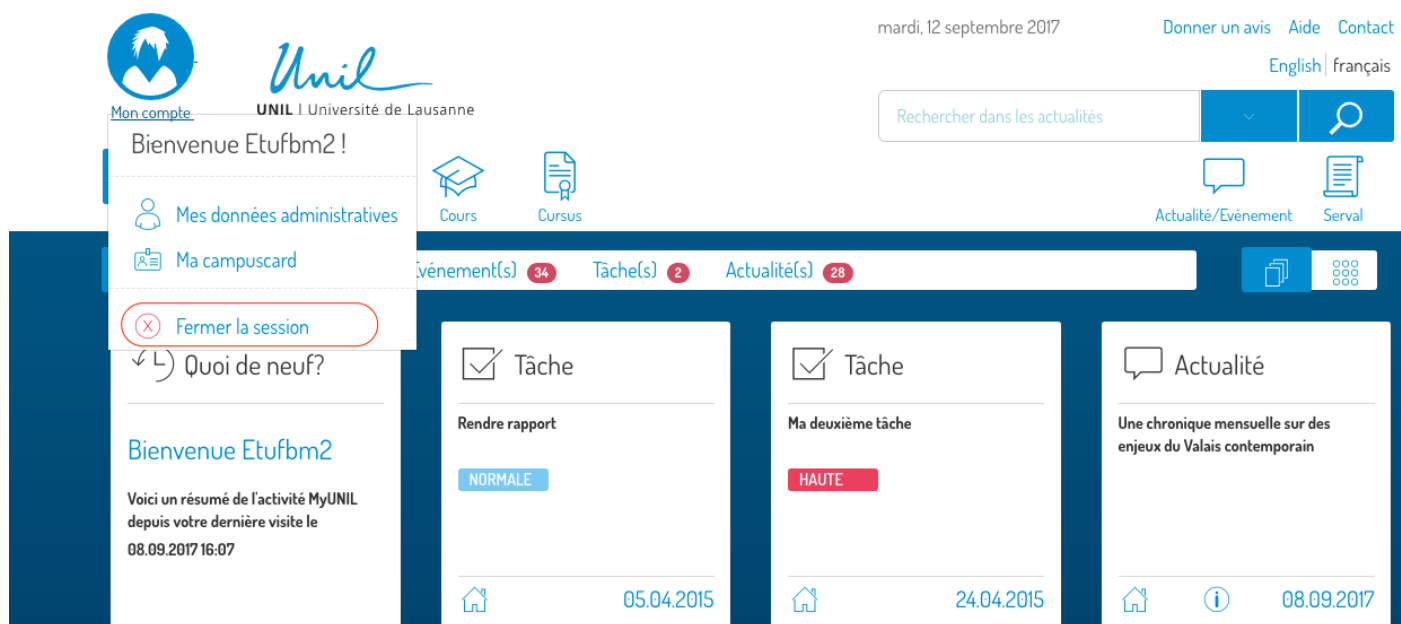 mardi, 12 septembre 2017
Donner un avis Aide Contact
English français
Unil
UNIL | Université de Lausanne
Mon compte
Rechercher dans les actualités
Bienvenue Etufbm2 !
Mes données administratives
Ma campuscard
Fermer la session
Cours
Cursus
Actualité/Evénement
Serval
vénement(s) 34
Tâche(s) 2
Actualité(s) 28
Quoi de neuf?
Bienvenue Etufbm2
Voici un résumé de l'activité MyUNIL
depuis votre dernière visite le
08.09.2017 16:07
Tâche
Rendre rapport
NORMALE
05.04.2015
Tâche
Ma deuxième tâche
HAUTE
24.04.2015
Actualité
Une chronique mensuelle sur des
enjeux du Valais contemporain
08.09.2017